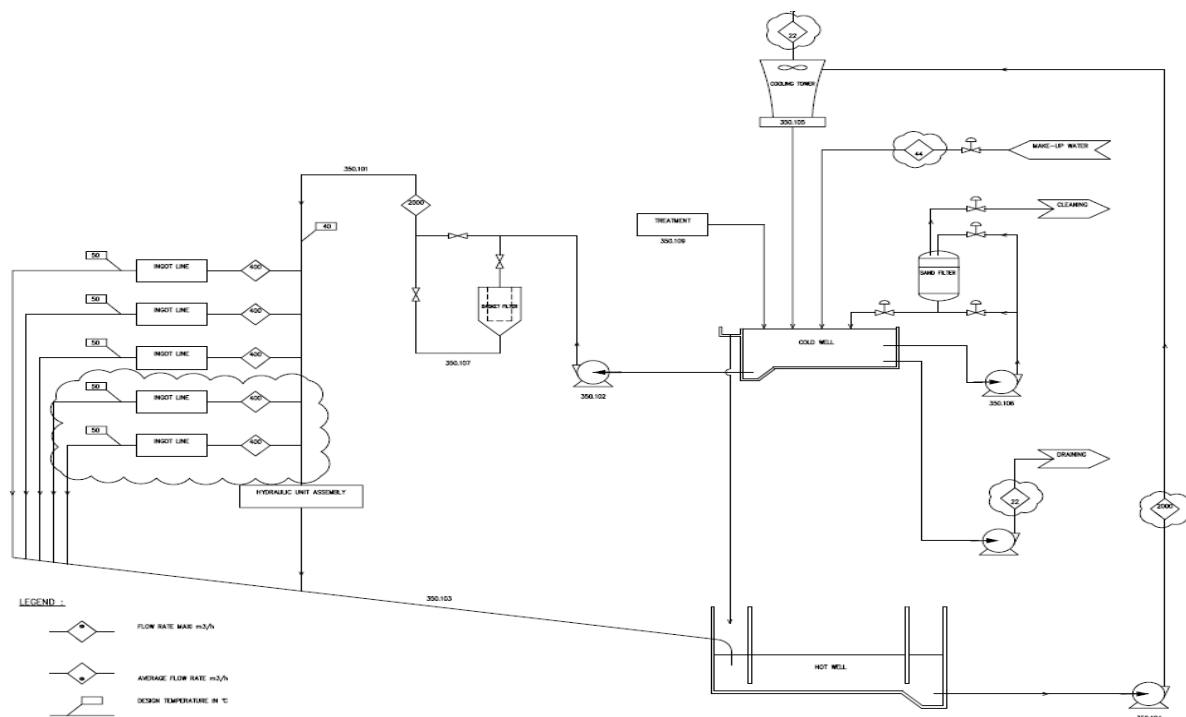 22
COOLING TOWER
350.105
44
MAKE-UP WATER
350.101
2000
CLEANING
40
TREATMENT
350.109
SAND FILTER
50
INGOT LINE
400
50
INGOT LINE
400
BASKET FILTER
COLD WELL
50
INGOT LINE
400
350.107
350.102
350.106
50
INGOT LINE
400
50
INGOT LINE
400
DRAINING
HYDRAULIC UNIT ASSEMBLY
22
2000
350.103
LEGEND :
FLOW RATE MAXI m3/h
HOT WELL
AVERAGE FLOW RATE m3/h
DESIGN TEMPERATURE IN °C